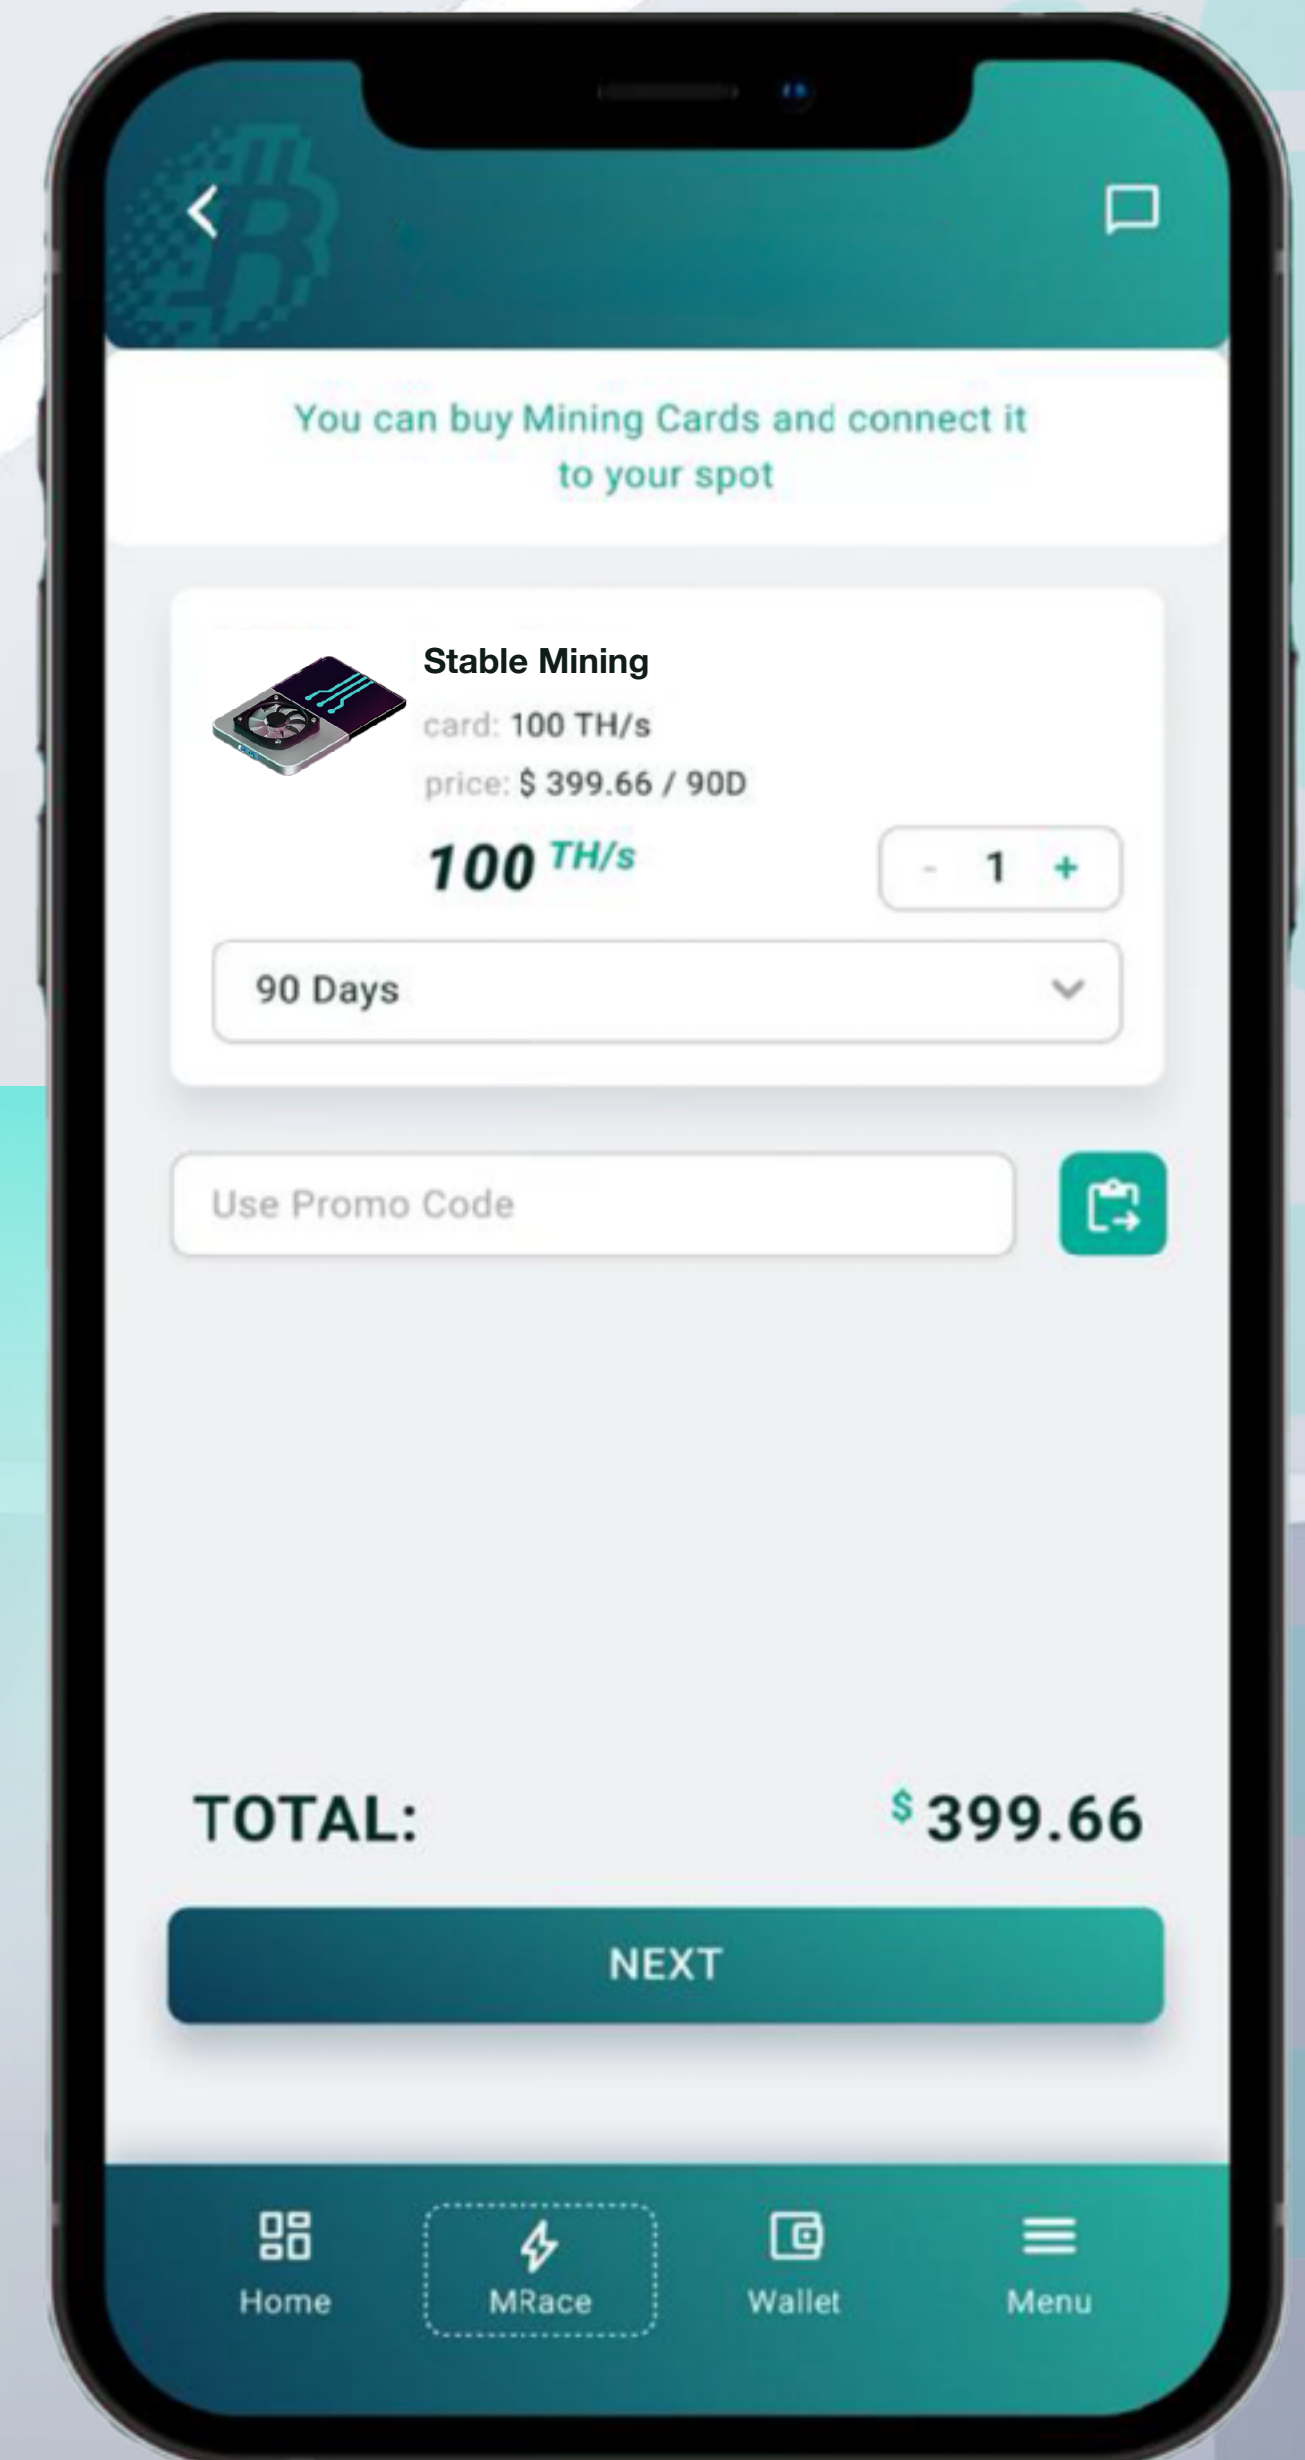 You can buy Mining Cards and connect it
to your spot
Stable Mining
card: 100 TH/s
price: $ 399.66 / 90D
100 TH/s
- 1 +
90 Days
Use Promo Code
TOTAL: $ 399.66
NEXT
Home MRace Wallet Menu